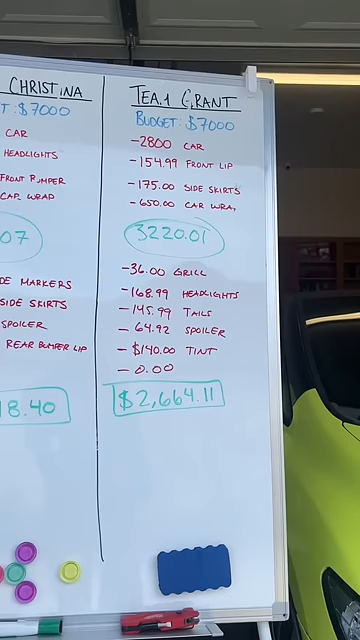 CHRISTINA
T: $7000
CAR
HEADLIGHTS
FRONT BUMPER
CAR WRAP
07
DE MARKERS
SIDE SKIRTS
SPOILER
REAR BUMPER LIP
18.40
TEA.1 GRANT
BUDGET: $7000
-2800 CAR
-154.99 FRONT LIP
-175.00 SIDE SKIRTS
-650.00 CAR WRA,
3220.01
-36.00 GRILL
-168.99 HEADLIGHTS
-145.99 TAILS
-64.92 SPOILER
-$140.00 TINT
-0.00
$2,664.11